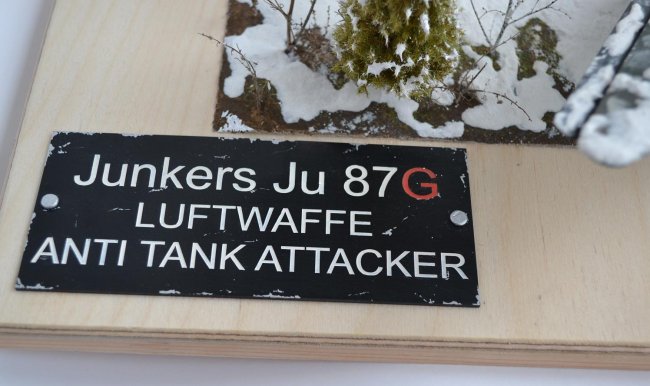 Junkers Ju 87G
LUFTWAFFE
ANTI TANK ATTACKER